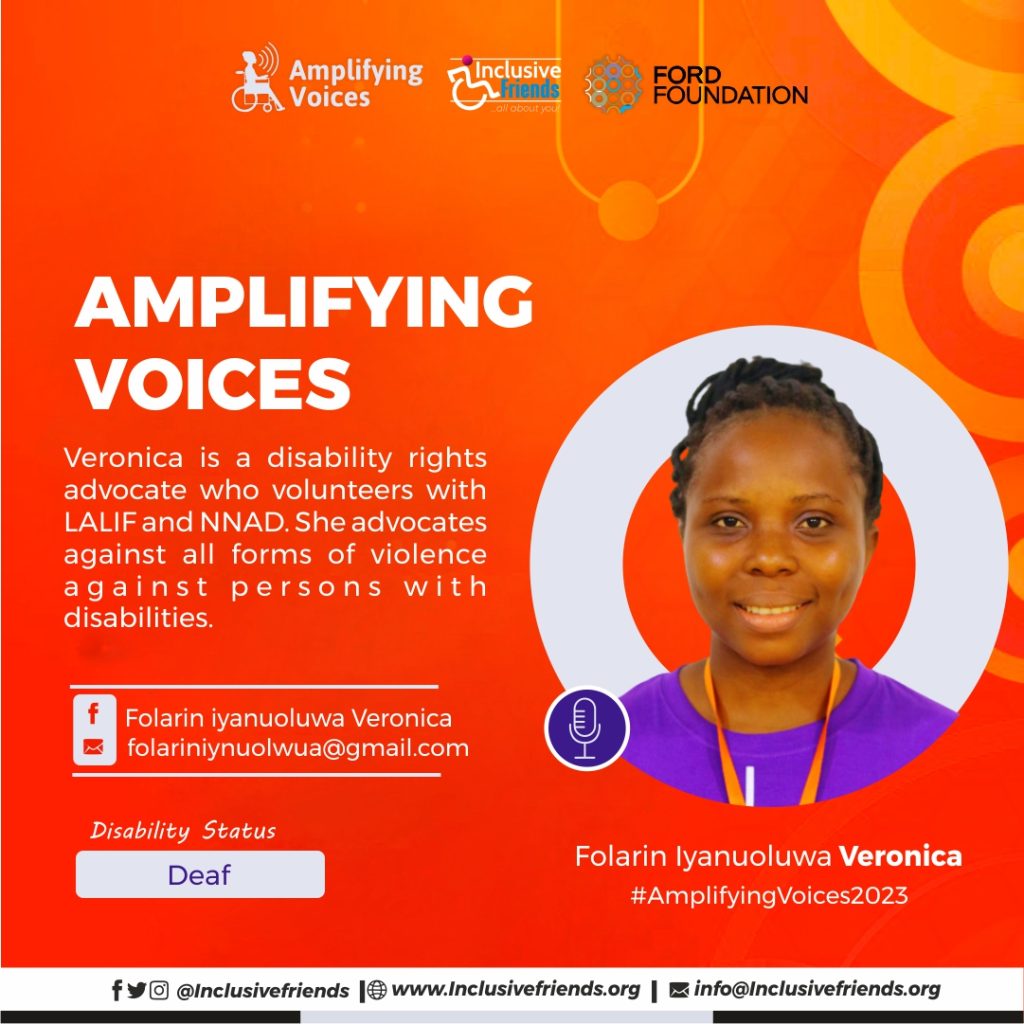 Amplifying
Voices
Inclusive
Friends
...all about you!
FORD
FOUNDATION
AMPLIFYING
VOICES
Veronica is a disability rights
advocate who volunteers with
LALIF and NNAD. She advocates
against all forms of violence
against persons with
disabilities.
Folarin iyanuoluwa Veronica
folariniynuolwua@gmail.com
Disability Status
Deaf
Folarin Iyanuoluwa Veronica
#AmplifyingVoices2023
@Inclusivefriends | www.Inclusivefriends.org | info@Inclusivefriends.org